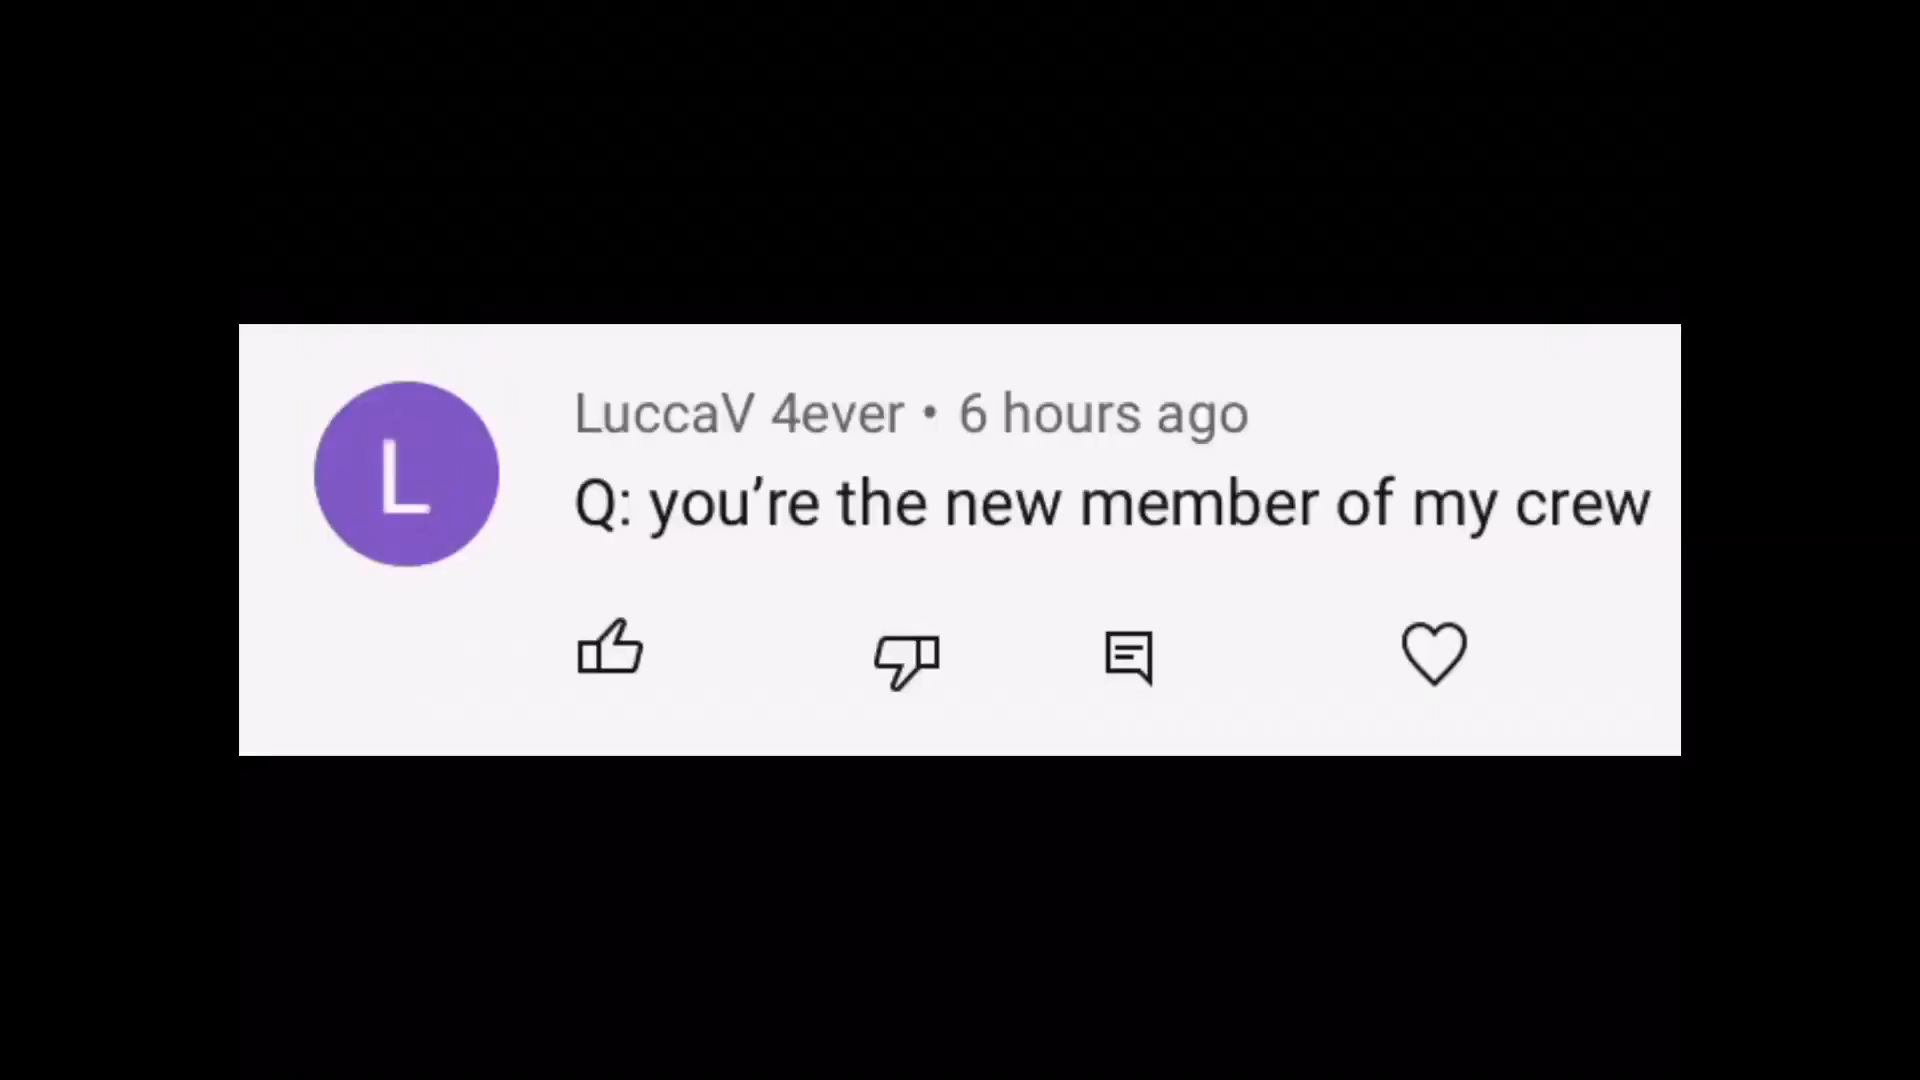 L
LuccaV 4ever • 6 hours ago
Q: you’re the new member of my crew